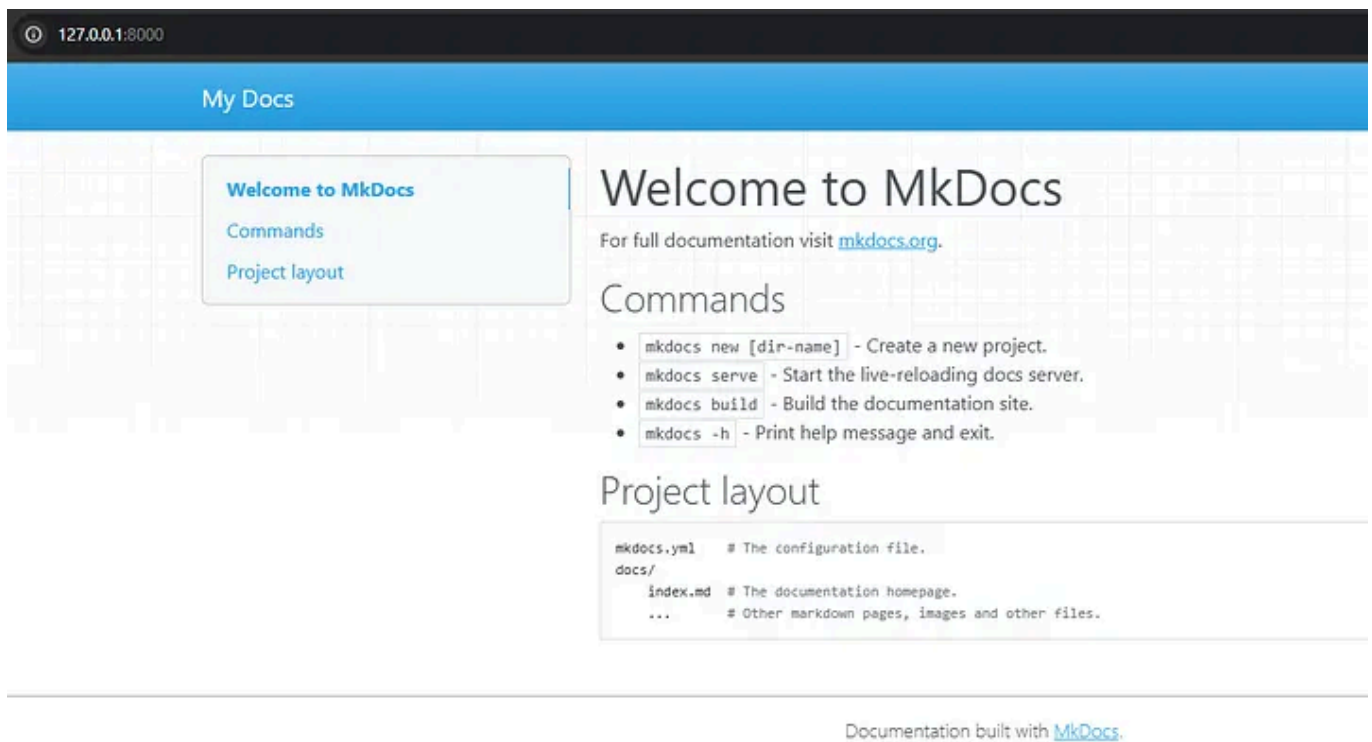 127.0.0.1:8000
My Docs
Welcome to MkDocs
Commands
Project layout
Welcome to MkDocs
For full documentation visit mkdocs.org.
Commands
• mkdocs new [dir-name] - Create a new project.
• mkdocs serve - Start the live-reloading docs server.
• mkdocs build - Build the documentation site.
• mkdocs -h - Print help message and exit.
Project layout
mkdocs.yml    # The configuration file.
docs/
    index.md  # The documentation homepage.
    ...       # Other markdown pages, images and other files.
Documentation built with MkDocs.